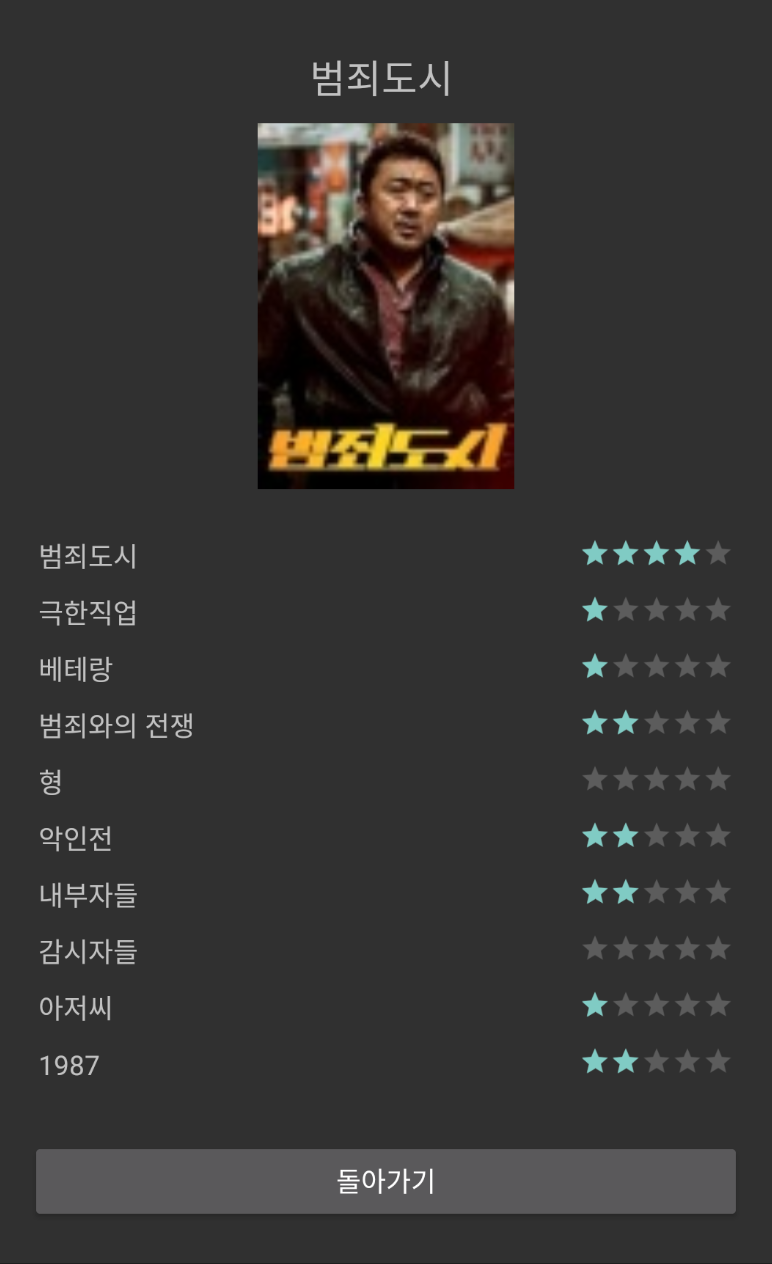 범죄도시
범죄도시
범죄도시
극한직업
베테랑
범죄와의 전쟁
형
악인전
내부자들
감시자들
아저씨
1987
돌아가기